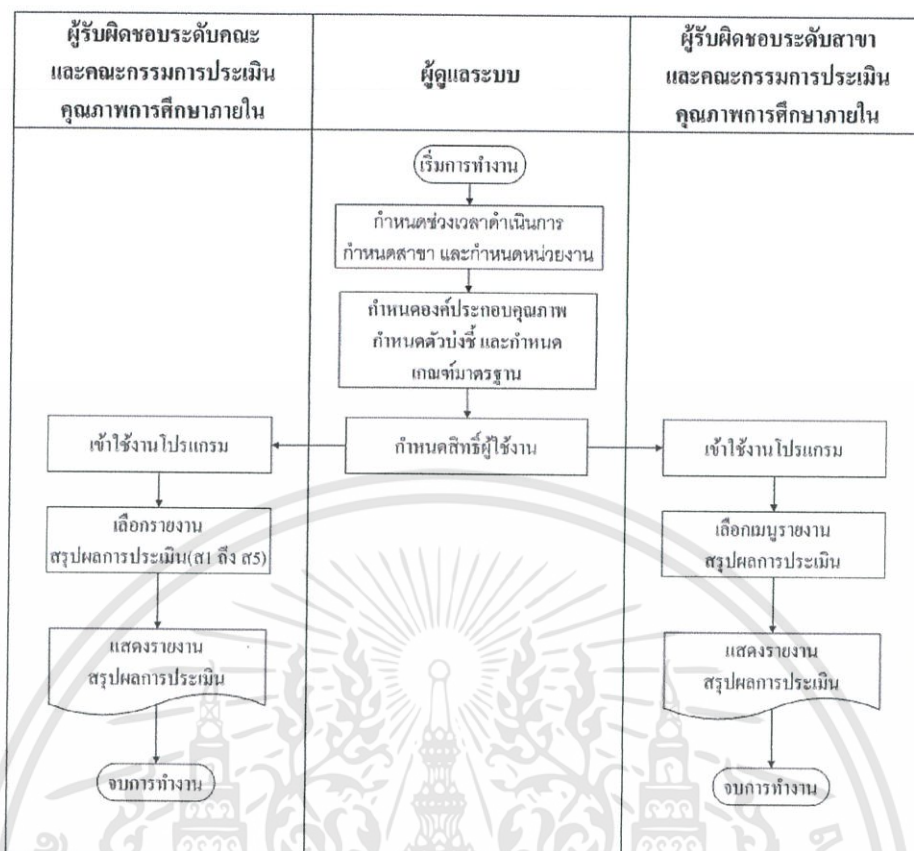 ผู้รับผิดชอบระดับคณะ
และคณะกรรมการประเมิน
คุณภาพการศึกษาภายใน
ผู้ดูแลระบบ
ผู้รับผิดชอบระดับสาขา
และคณะกรรมการประเมิน
คุณภาพการศึกษาภายใน
เริ่มการทำงาน
กำหนดช่วงเวลาดำเนินการ
กำหนดสาขา และกำหนดหน่วยงาน
กำหนดองค์ประกอบคุณภาพ
กำหนดตัวบ่งชี้ และกำหนด
เกณฑ์มาตรฐาน
เข้าใช้งานโปรแกรม
กำหนดสิทธิ์ผู้ใช้งาน
เข้าใช้งานโปรแกรม
เลือกรายงาน
สรุปผลการประเมิน(ส1 ถึง ส5)
เลือกเมนูรายงาน
สรุปผลการประเมิน
แสดงรายงาน
สรุปผลการประเมิน
แสดงรายงาน
สรุปผลการประเมิน
จบการทำงาน
จบการทำงาน